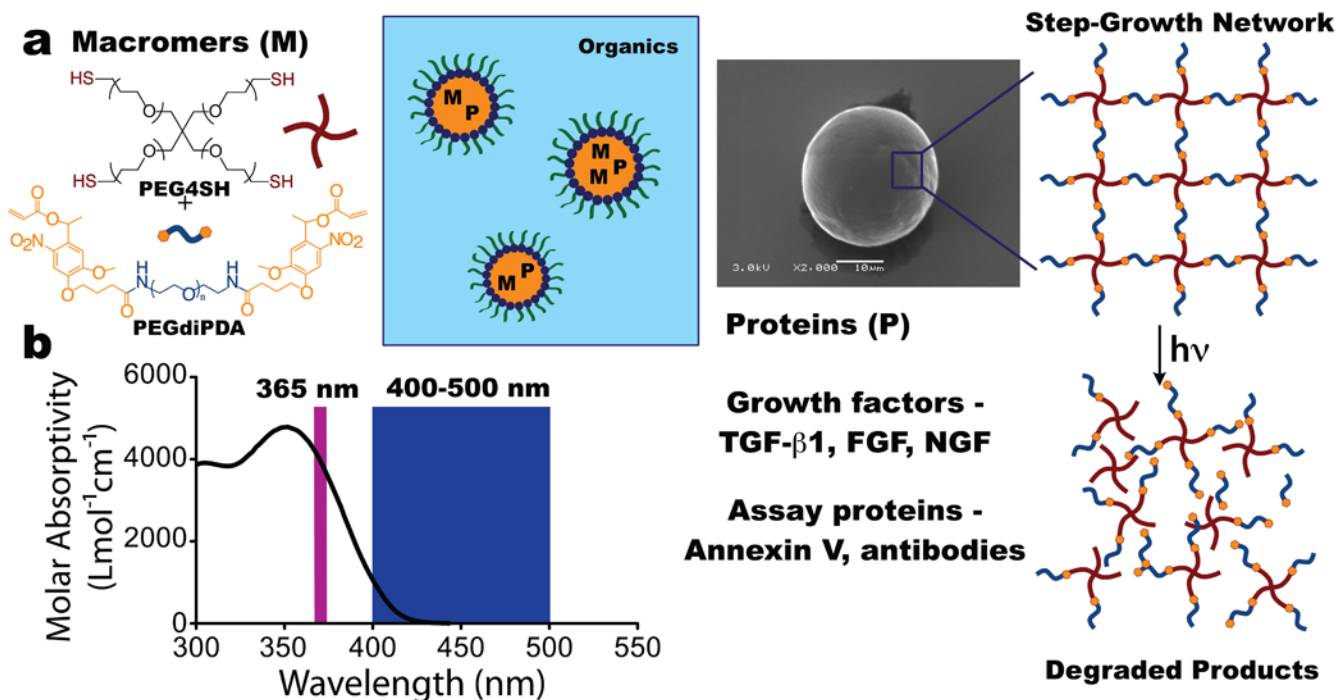 a Macromers (M)
HS
SH
O
O
O
O
HS
SH
PEG4SH
+
O
O
O
O
O₂N
NO₂
O
O
O
O
H
N
O
n
H
N
O
O
PEGdiPDA
Organics
M
P
M
M P
M P
3.0kV X2,000 10µm
Proteins (P)
Growth factors -
TGF-β1, FGF, NGF
Assay proteins -
Annexin V, antibodies
Step-Growth Network
hν
Degraded Products
b
365 nm
400-500 nm
Molar Absorptivity
(Lmol⁻¹cm⁻¹)
6000
4000
2000
0
300 350 400 450 500 550
Wavelength (nm)